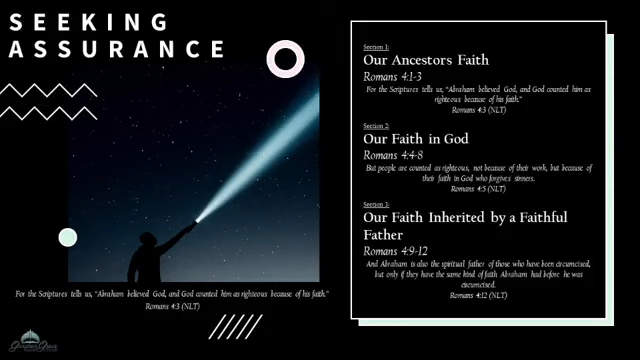 SEEKING
ASSURANCE
For the Scriptures tells us, "Abraham believed God, and God counted him as righteous because of his faith."
Romans 4:3 (NLT)
Section 1:
Our Ancestors Faith
Romans 4:1-3
For the Scriptures tells us, "Abraham believed God, and God counted him as
righteous because of his faith."
Romans 4:3 (NLT)
Section 2:
Our Faith in God
Romans 4:4-8
But people are counted as righteous, not because of their work, but because of
their faith in God who forgives sinners.
Romans 4:5 (NLT)
Section 3:
Our Faith Inherited by a Faithful
Father
Romans 4:9-12
And Abraham is also the spiritual father of those who have been circumcised,
but only if they have the same kind of faith Abraham had before he was
circumcised.
Romans 4:12 (NLT)